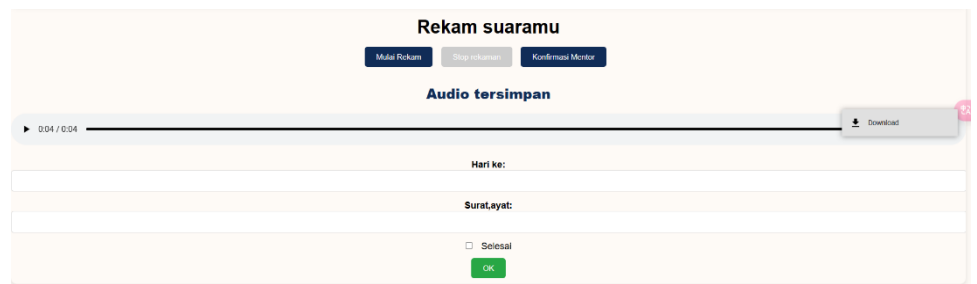 Rekam suaramu
Mulai Rekam Stop rekaman Konfirmasi Mentor
Audio tersimpan
0:04 / 0:04 Download
Hari ke:
Surat,ayat:
Selesai
OK